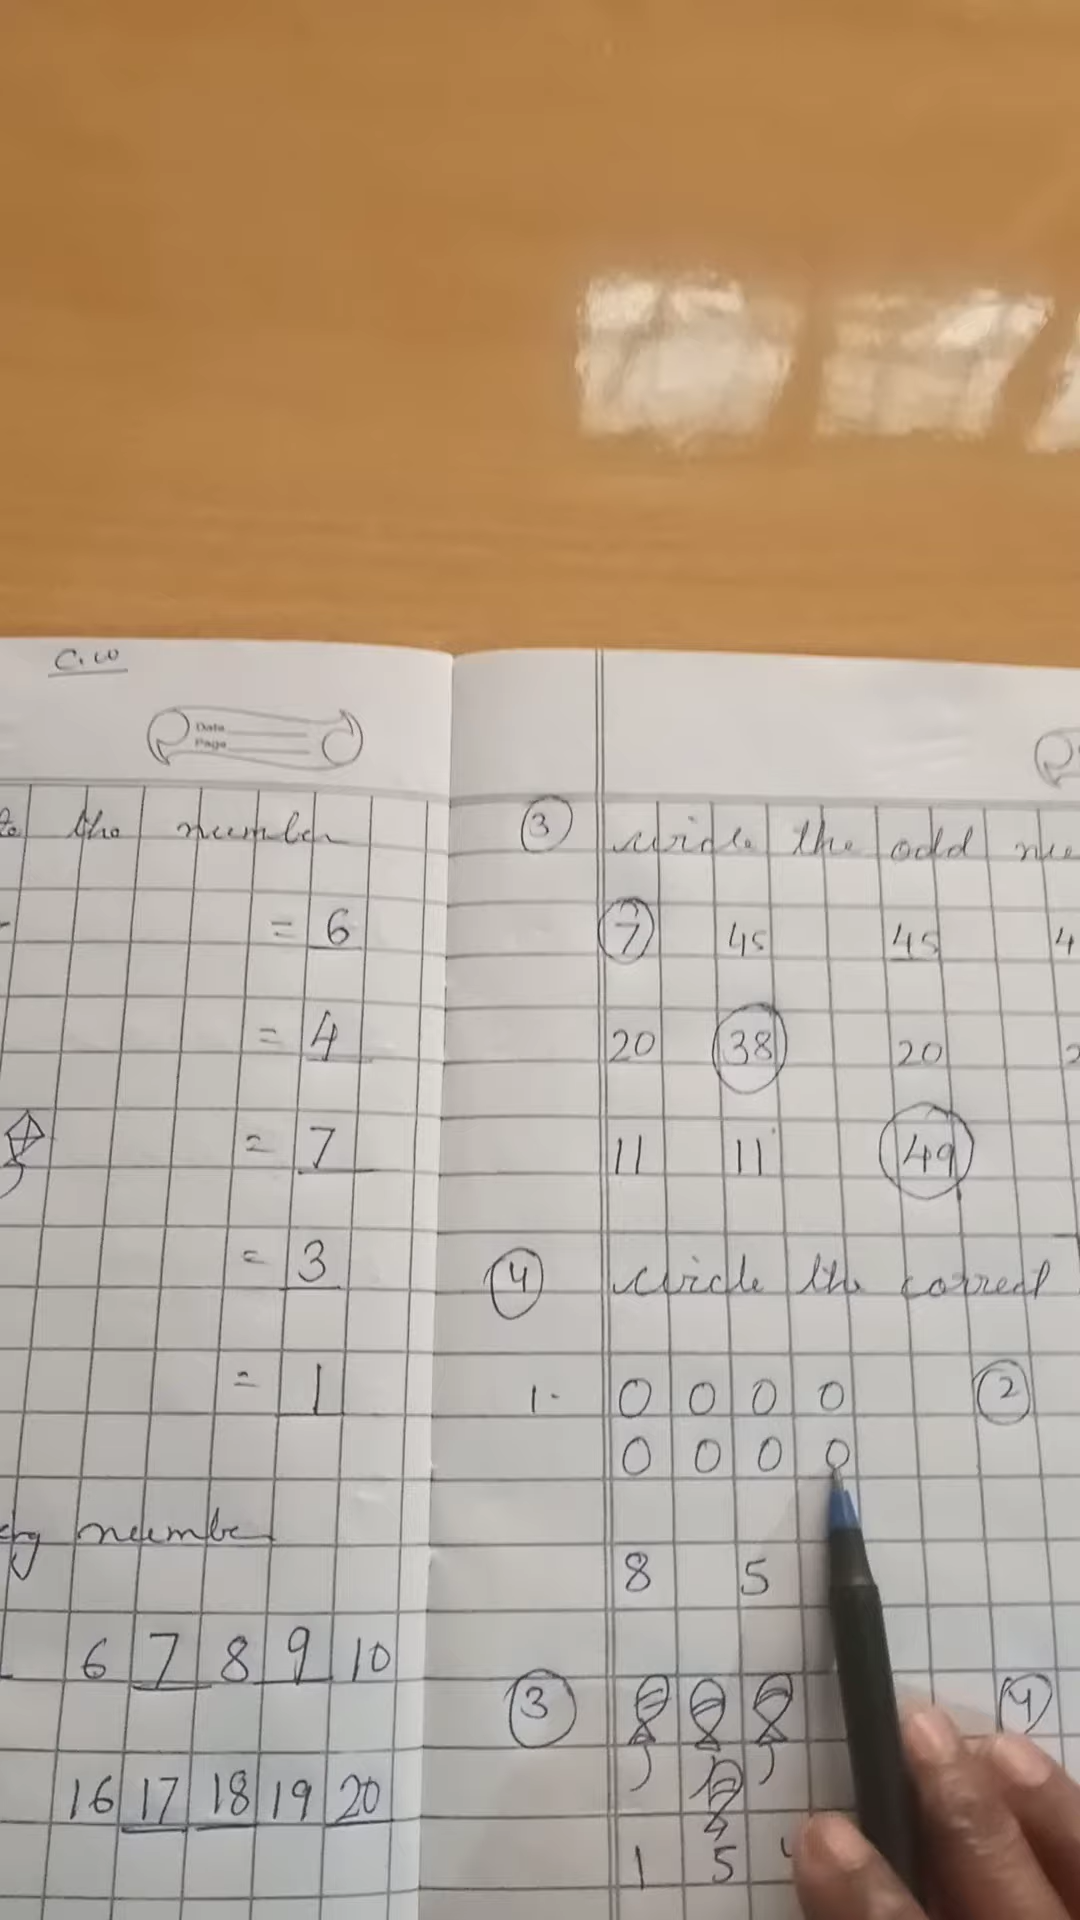 C.W
Date
Page
the number
= 6
= 4
= 7
= 3
= 1
number
6 7 8 9 10
16 17 18 19 20
3 circle the odd
7 45 45 4
20 38 20 2
11 11 49
4 circle the correct
1. 0 0 0 0 2
0 0 0 0
8 5
3 4
1 5